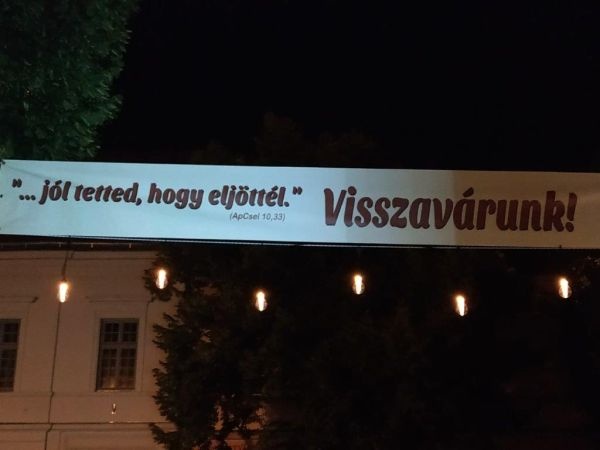 "... jól tetted, hogy eljöttél." Visszavárunk!
(ApCsel 10,33)